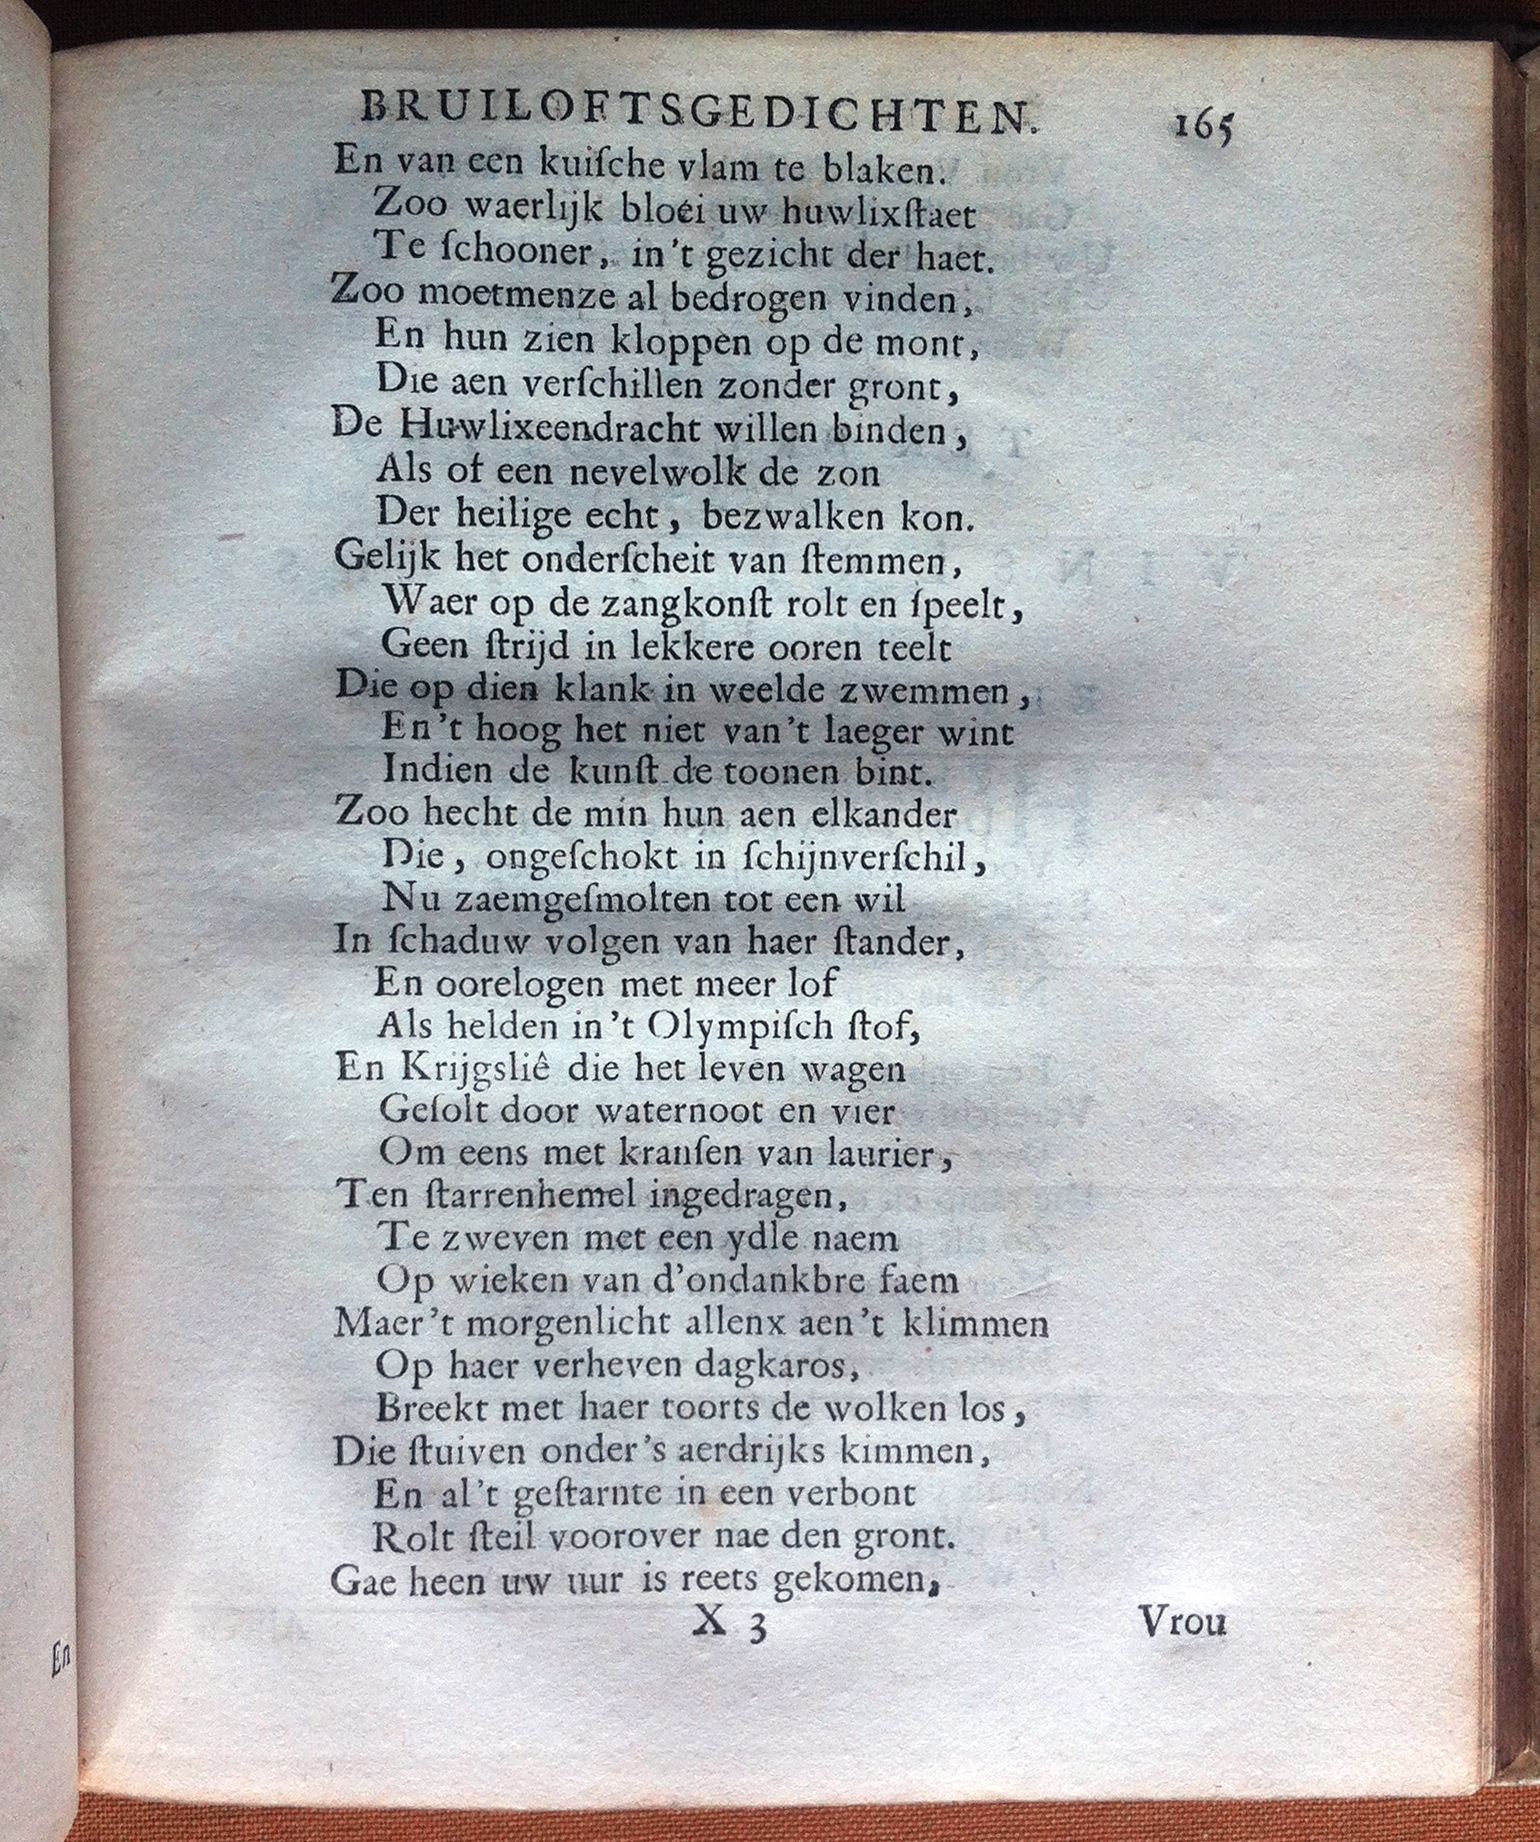 BRUILOFTSGEDICHTEN. 165
En van een kuiſche vlam te blaken.
Zoo waerlijk bloei uw huwlixſtaet
Te ſchooner, in't gezicht der haet.
Zoo moetmenze al bedrogen vinden,
En hun zien kloppen op de mont,
Die aen verſchillen zonder gront,
De Huwlixeendracht willen binden,
Als of een nevelwolk de zon
Der heilige echt, bezwalken kon.
Gelijk het onderſcheit van ſtemmen,
Waer op de zangkonſt rolt en ſpeelt,
Geen ſtrijd in lekkere ooren teelt
Die op dien klank in weelde zwemmen,
En't hoog het niet van't laeger wint
Indien de kunſt de toonen bint.
Zoo hecht de min hun aen elkander
Die, ongeſchokt in ſchijnverſchil,
Nu zaemgeſmolten tot een wil
In ſchaduw volgen van haer ſtander,
En oorelogen met meer lof
Als helden in't Olympiſch ſtof,
En Krijgsliê die het leven wagen
Geſolt door waternoot en vier
Om eens met kranſen van laurier,
Ten ſtarrenhemel ingedragen,
Te zweven met een ydle naem
Op wieken van d'ondankbre faem
Maer't morgenlicht allenx aen't klimmen
Op haer verheven dagkaros,
Breekt met haer toorts de wolken los,
Die ſtuiven onder's aerdrijks kimmen,
En al't geſtarnte in een verbont
Rolt ſteil voorover nae den gront.
Gae heen uw uur is reets gekomen,
X 3 Vrou
En